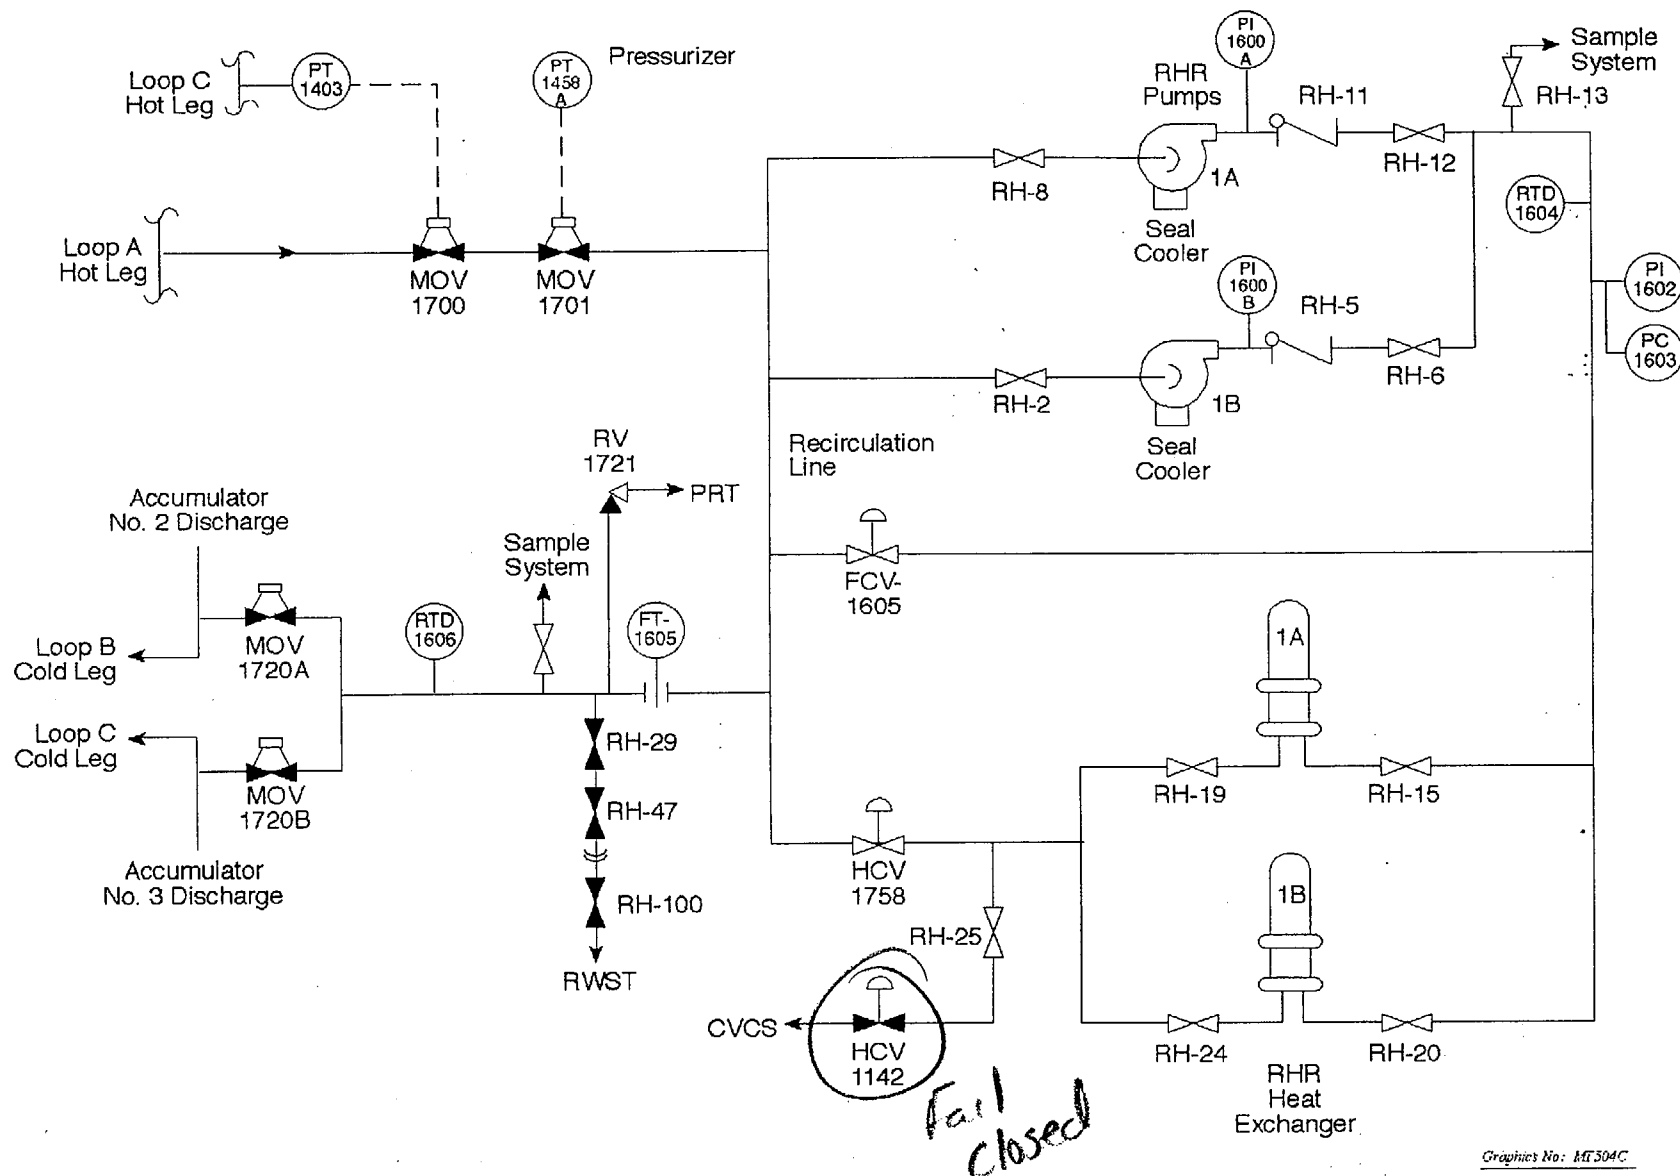 Loop C
Hot Leg
PT
1403
PT
1458
A
Pressurizer
PI
1600
A
RHR
Pumps
RH-11
Sample
System
RH-13
RH-12
RH-8
1A
Seal
Cooler
RTD
1604
Loop A
Hot Leg
MOV
1700
MOV
1701
PI
1600
B
RH-5
PI
1602
PC
1603
RH-6
RH-2
1B
Seal
Cooler
Recirculation
Line
RV
1721
PRT
Accumulator
No. 2 Discharge
Sample
System
FCV-
1605
RTD
1606
FT-
1605
Loop B
Cold Leg
MOV
1720A
1A
Loop C
Cold Leg
MOV
1720B
RH-29
RH-19
RH-15
RH-47
Accumulator
No. 3 Discharge
HCV
1758
RH-100
RH-25
1B
RWST
CVCS
HCV
1142
RH-24
RH-20
RHR
Heat
Exchanger
Fail
Closed
Graphics No: MT304C